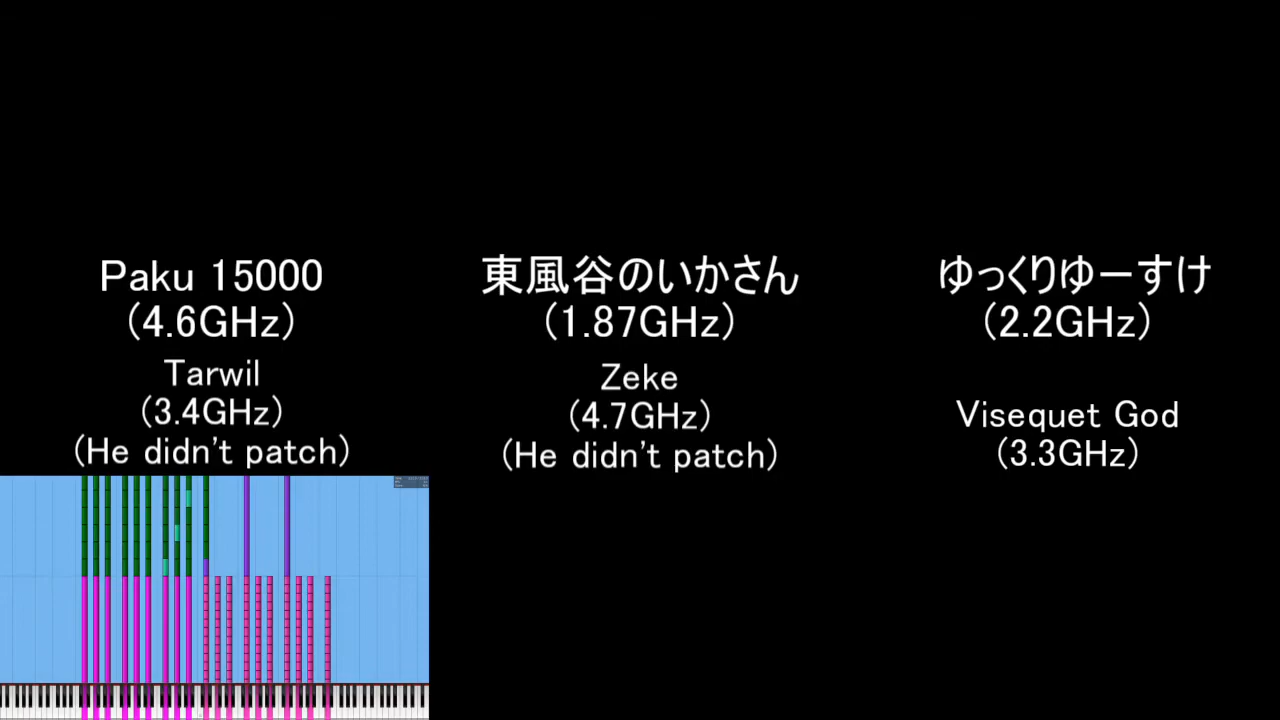 Paku 15000
(4.6GHz)
Tarwil
(3.4GHz)
(He didn't patch)
東風谷のいかさん
(1.87GHz)
Zeke
(4.7GHz)
(He didn't patch)
ゆっくりゆーすけ
(2.2GHz)
Visequet God
(3.3GHz)